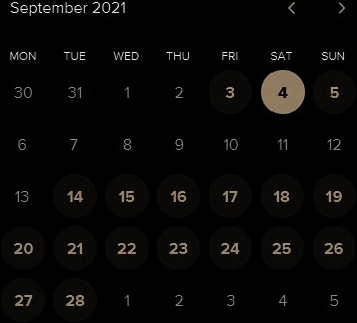 September 2021
MON TUE WED THU FRI SAT SUN
30 31 1 2 3 4 5
6 7 8 9 10 11 12
13 14 15 16 17 18 19
20 21 22 23 24 25 26
27 28 1 2 3 4 5